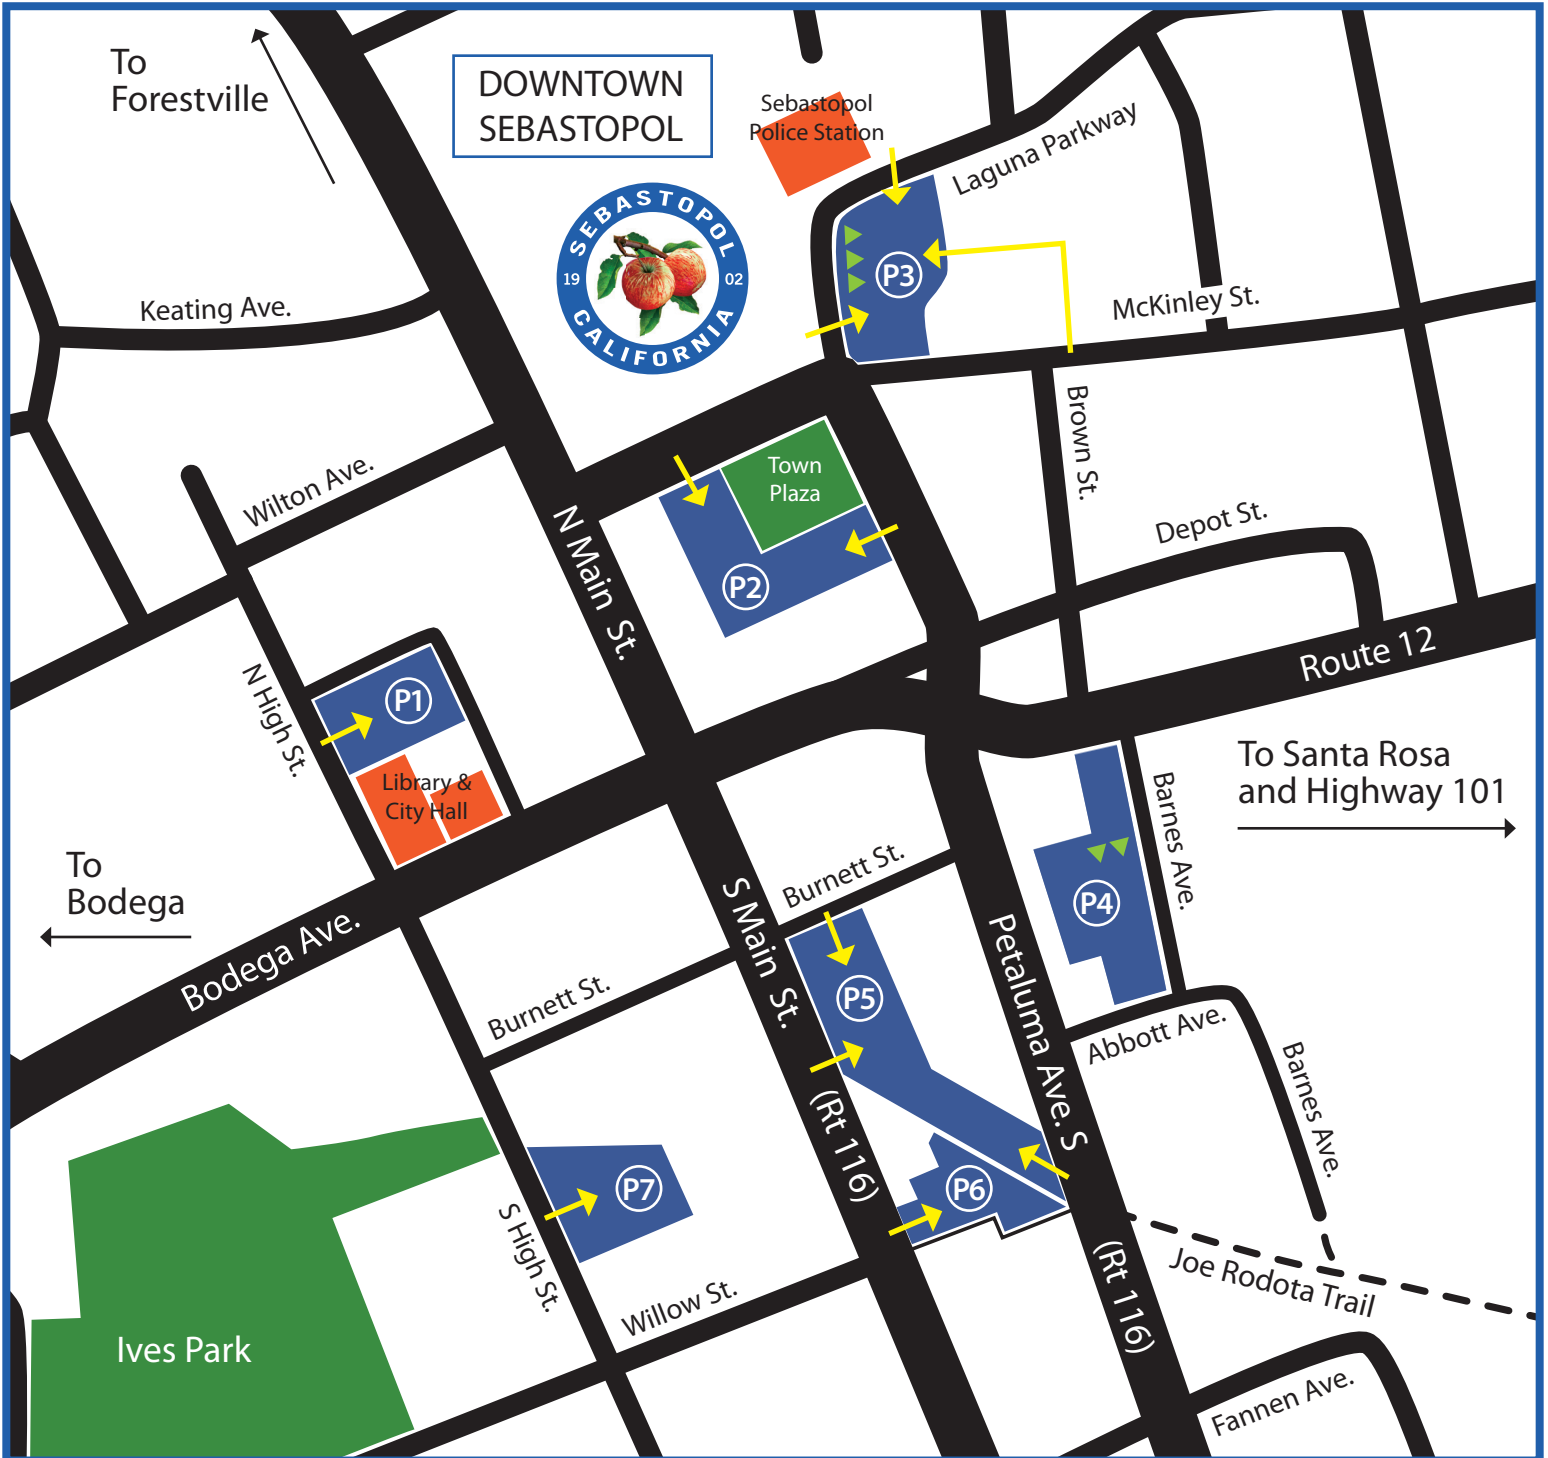 To
Forestville
DOWNTOWN
SEBASTOPOL
Sebastopol
Police Station
Laguna Parkway
SEBASTOPOL
19
02
CALIFORNIA
P3
Keating Ave.
McKinley St.
Brown St.
Wilton Ave.
Town
Plaza
N Main St.
Depot St.
P2
Route 12
N High St.
P1
Library &
City Hall
To Santa Rosa
and Highway 101
Barnes Ave.
To
Bodega
Burnett St.
P4
Bodega Ave.
S Main St.
Petaluma Ave. S
Burnett St.
P5
Abbott Ave.
Barnes Ave.
(Rt 116)
P7
P6
S High St.
(Rt 116)
Joe Rodota Trail
Willow St.
Ives Park
Fannen Ave.